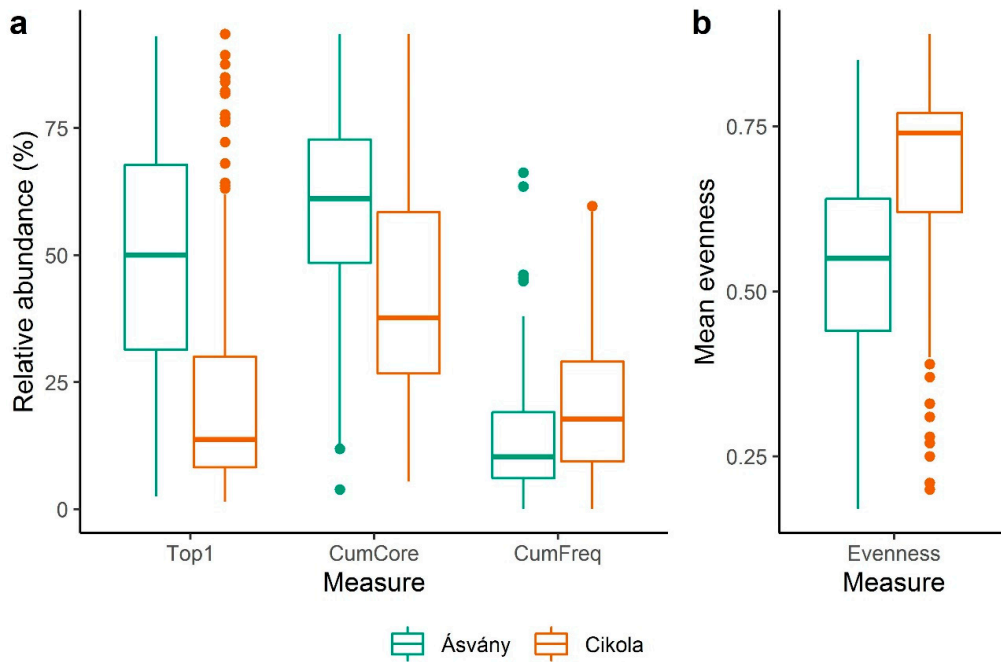 a
Relative abundance (%)
75
50
25
0
Top1 CumCore CumFreq
Measure
b
Mean evenness
0.75
0.50
0.25
Evenness
Measure
Ásvány Cikola